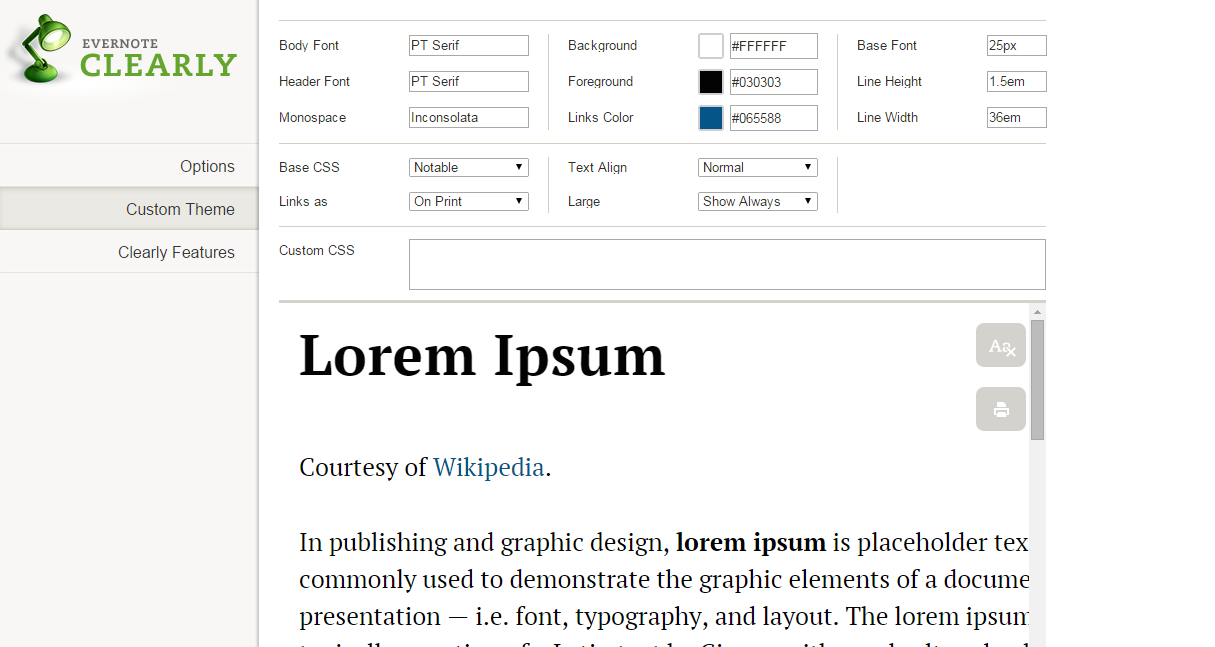 EVERNOTE
CLEARLY
Options
Custom Theme
Clearly Features
Body Font PT Serif Background #FFFFFF Base Font 25px
Header Font PT Serif Foreground #030303 Line Height 1.5em
Monospace Inconsolata Links Color #065588 Line Width 36em
Base CSS Notable Text Align Normal
Links as On Print Large Show Always
Custom CSS
Lorem Ipsum
Aa
Courtesy of Wikipedia.
In publishing and graphic design, lorem ipsum is placeholder tex
commonly used to demonstrate the graphic elements of a docume
presentation — i.e. font, typography, and layout. The lorem ipsum